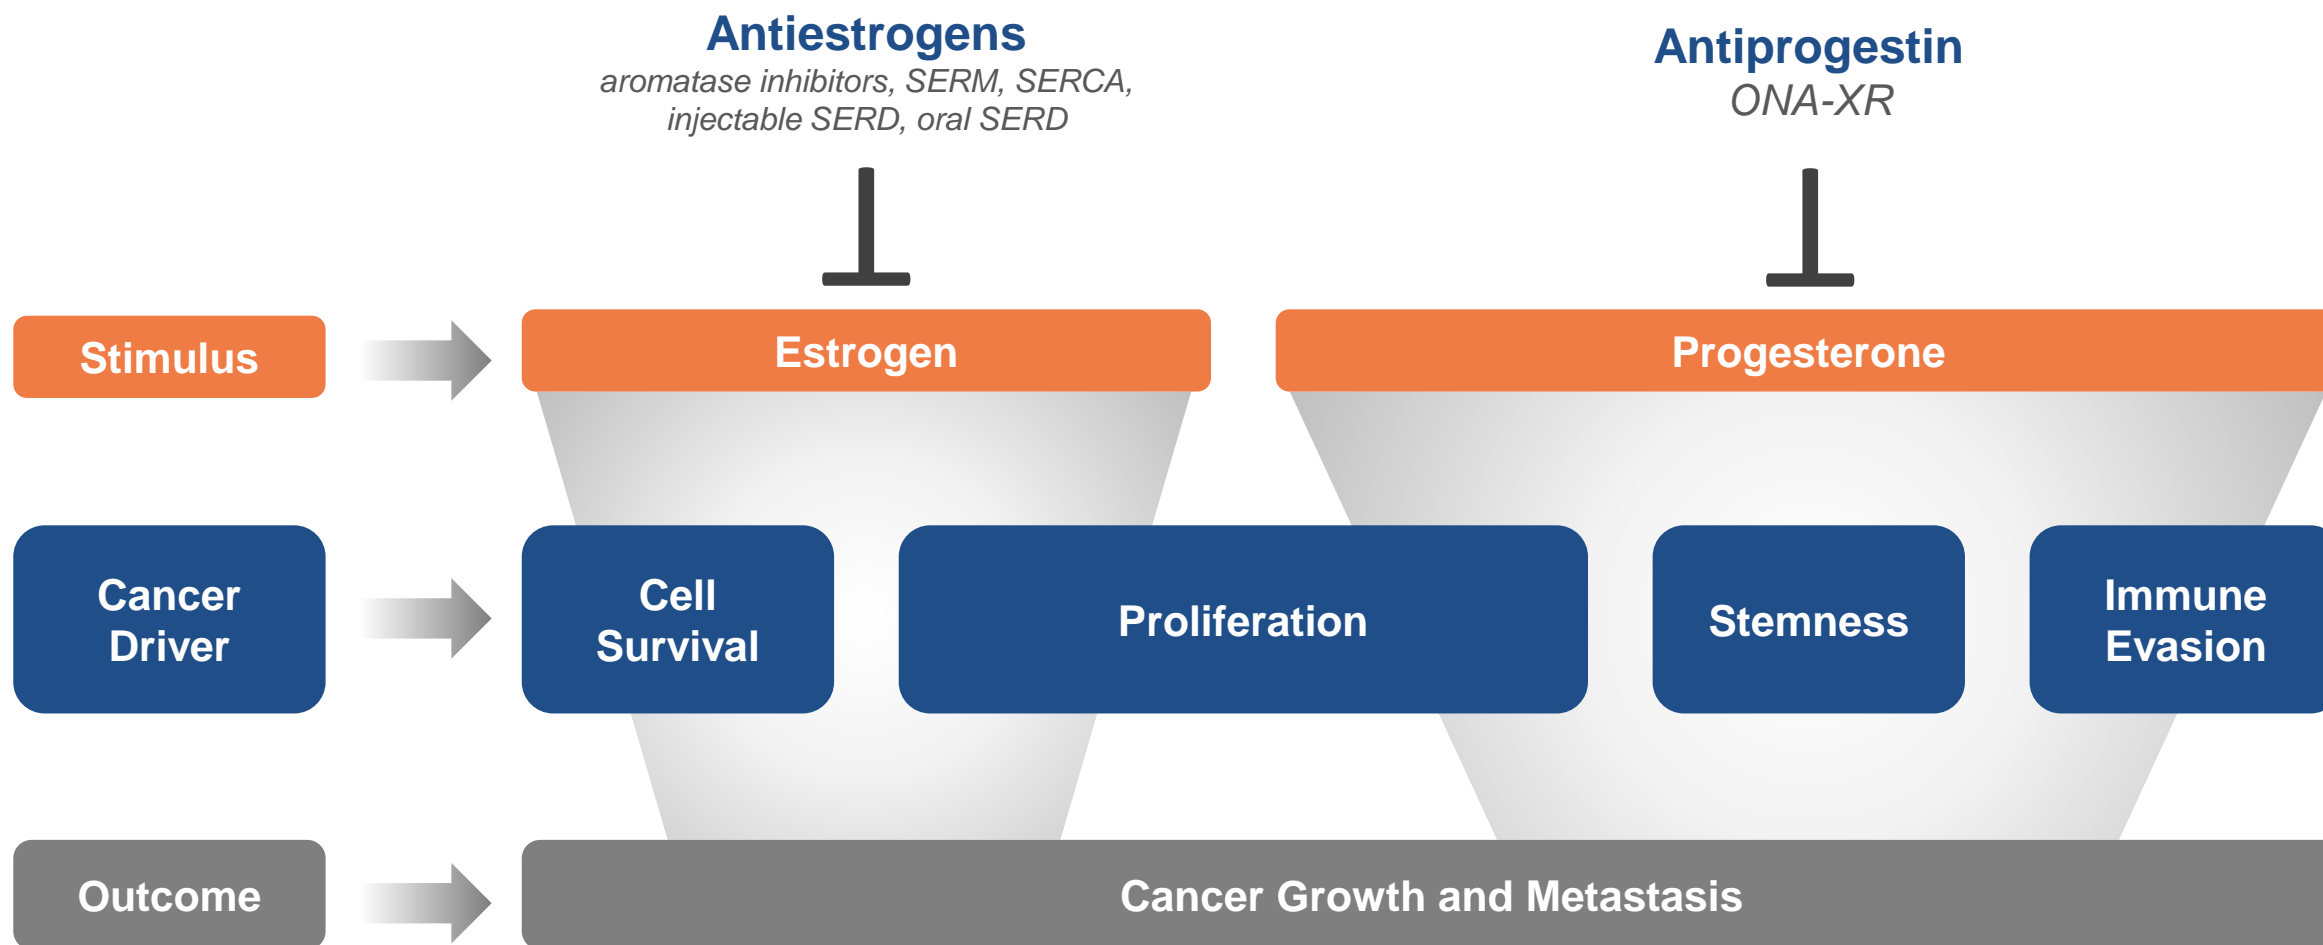 Antiestrogens
aromatase inhibitors, SERM, SERCA,
injectable SERD, oral SERD
Antiprogestin
ONA-XR
Stimulus
Estrogen
Progesterone
Cancer
Driver
Cell
Survival
Proliferation
Stemness
Immune
Evasion
Outcome
Cancer Growth and Metastasis